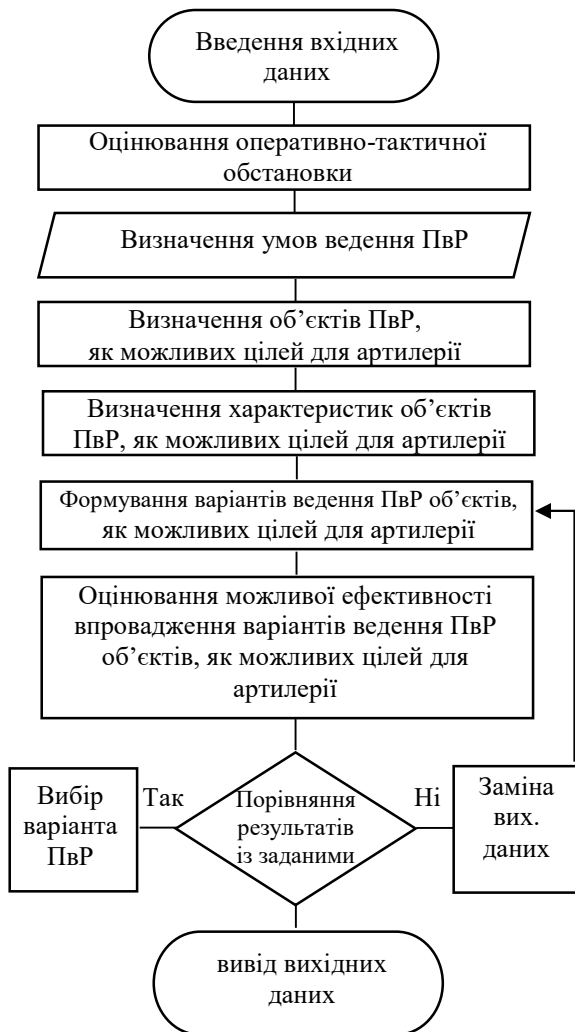 Введення вхідних
даних
Оцінювання оперативно-тактичної
обстановки
Визначення умов ведення ПвР
Визначення об’єктів ПвР,
як можливих цілей для артилерії
Визначення характеристик об’єктів
ПвР, як можливих цілей для артилерії
Формування варіантів ведення ПвР об’єктів,
як можливих цілей для артилерії
Оцінювання можливої ефективності
впровадження варіантів ведення ПвР
об’єктів, як можливих цілей для
артилерії
Вибір
варіанта
ПвР
Так
Порівняння
результатів
із заданими
Ні
Заміна
вих.
даних
вивід вихідних
даних